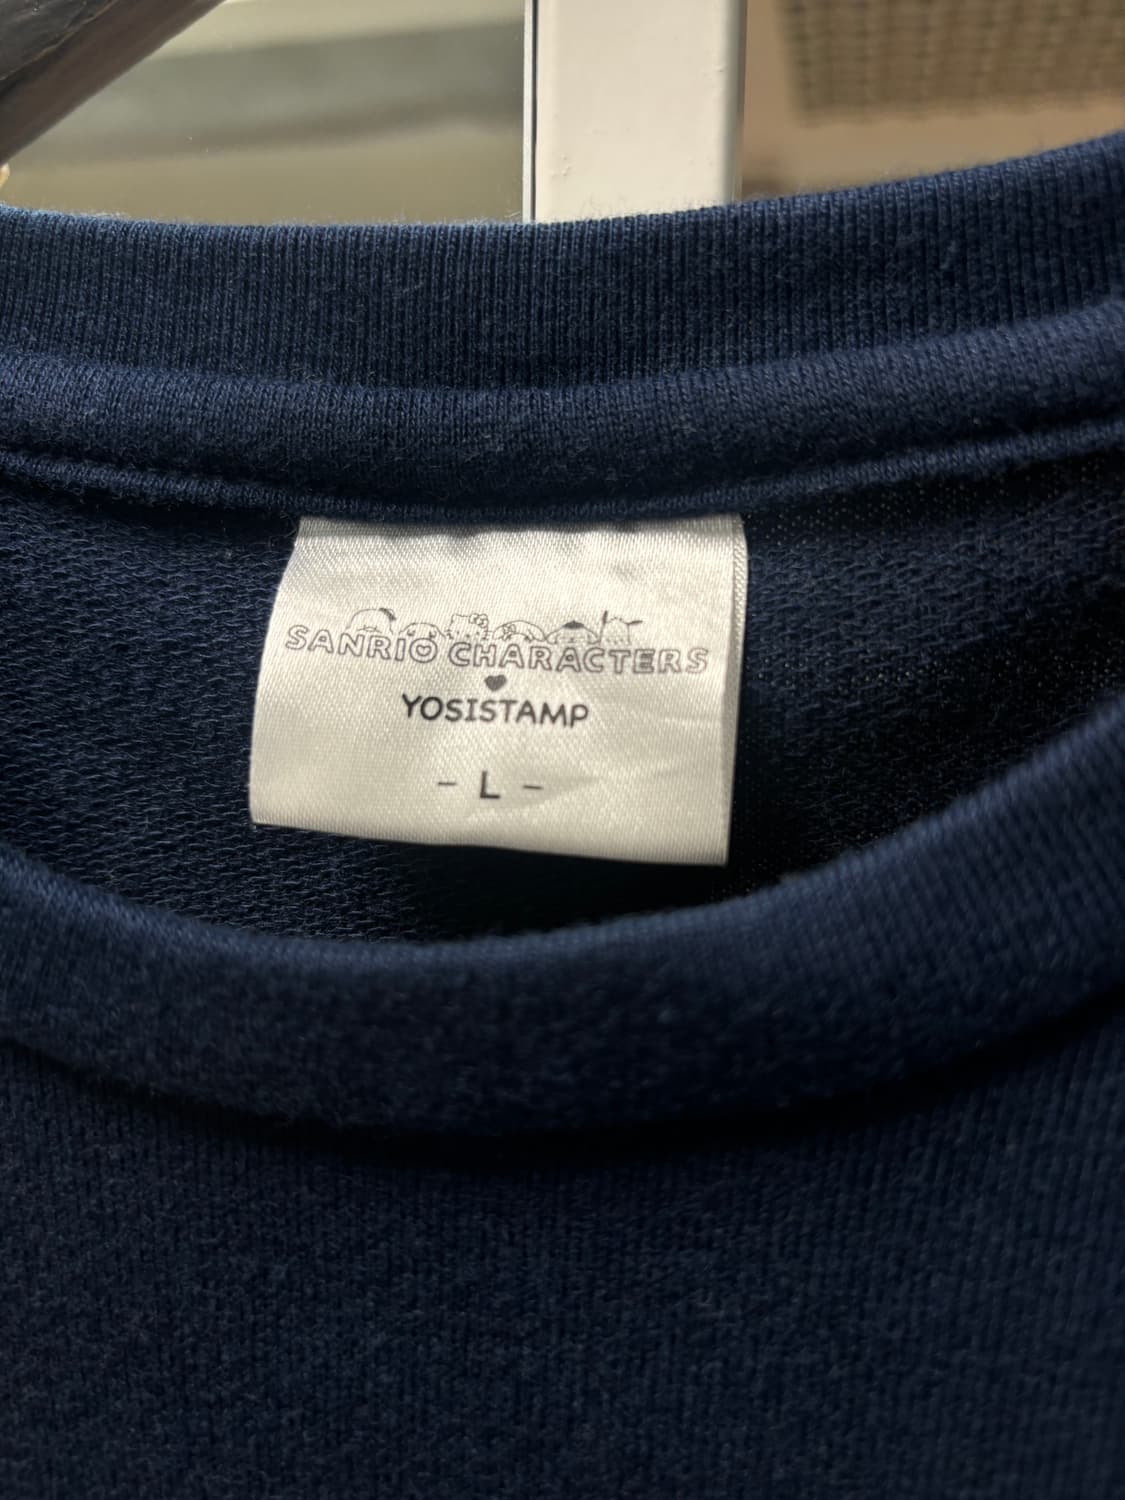 SANRIO CHARACTERS
♥
YOSISTAMP
- L -